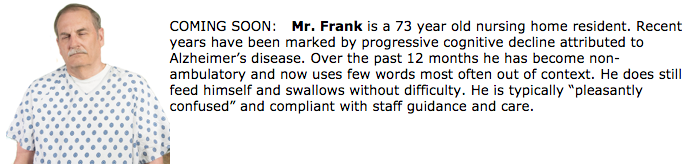 COMING SOON:   Mr. Frank is a 73 year old nursing home resident. Recent
years have been marked by progressive cognitive decline attributed to
Alzheimer’s disease. Over the past 12 months he has become non-
ambulatory and now uses few words most often out of context. He does still
feed himself and swallows without difficulty. He is typically “pleasantly
confused” and compliant with staff guidance and care.